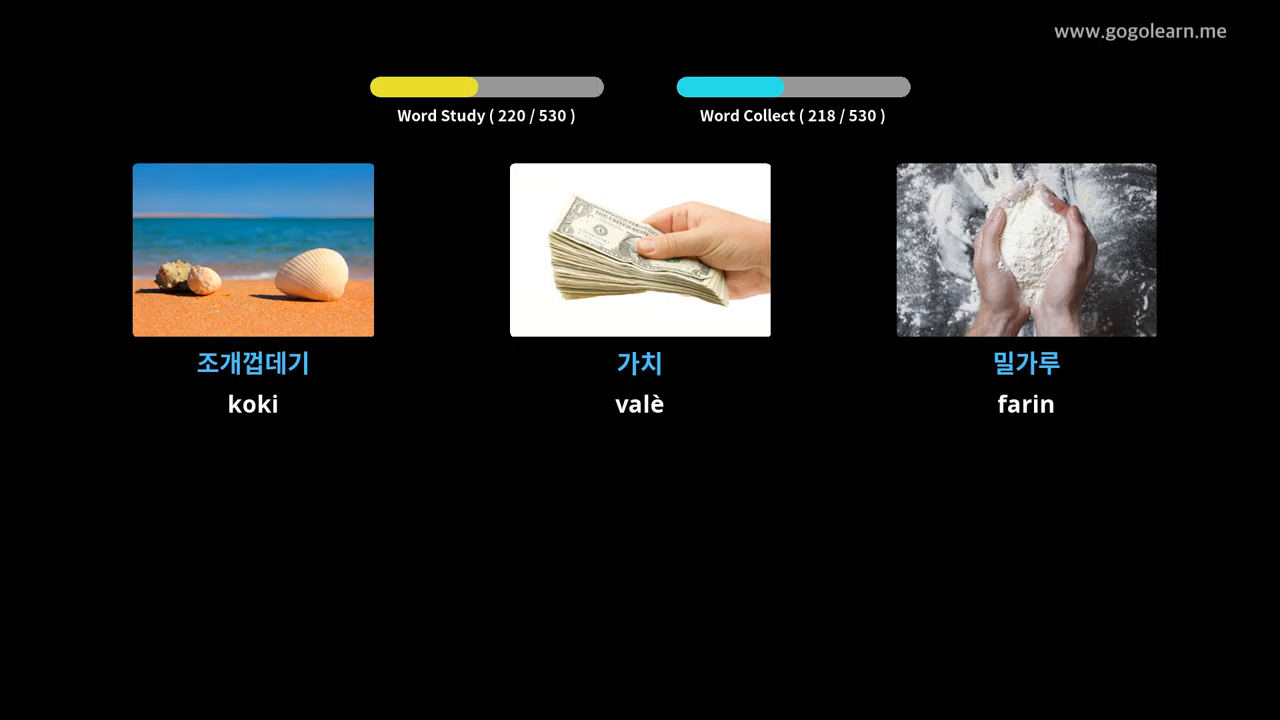 www.gogolearn.me
Word Study ( 220 / 530 )
Word Collect ( 218 / 530 )
조개껍데기
가치
밀가루
koki
valè
farin